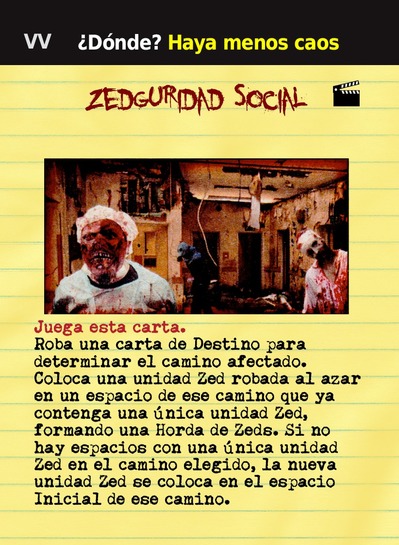 VV ¿Dónde? Haya menos caos
ZEDGURIDAD SOCIAL
Juega esta carta.
Roba una carta de Destino para
determinar el camino afectado.
Coloca una unidad Zed robada al azar
en un espacio de ese camino que ya
contenga una única unidad Zed,
formando una Horda de Zeds. Si no
hay espacios con una única unidad
Zed en el camino elegido, la nueva
unidad Zed se coloca en el espacio
Inicial de ese camino.